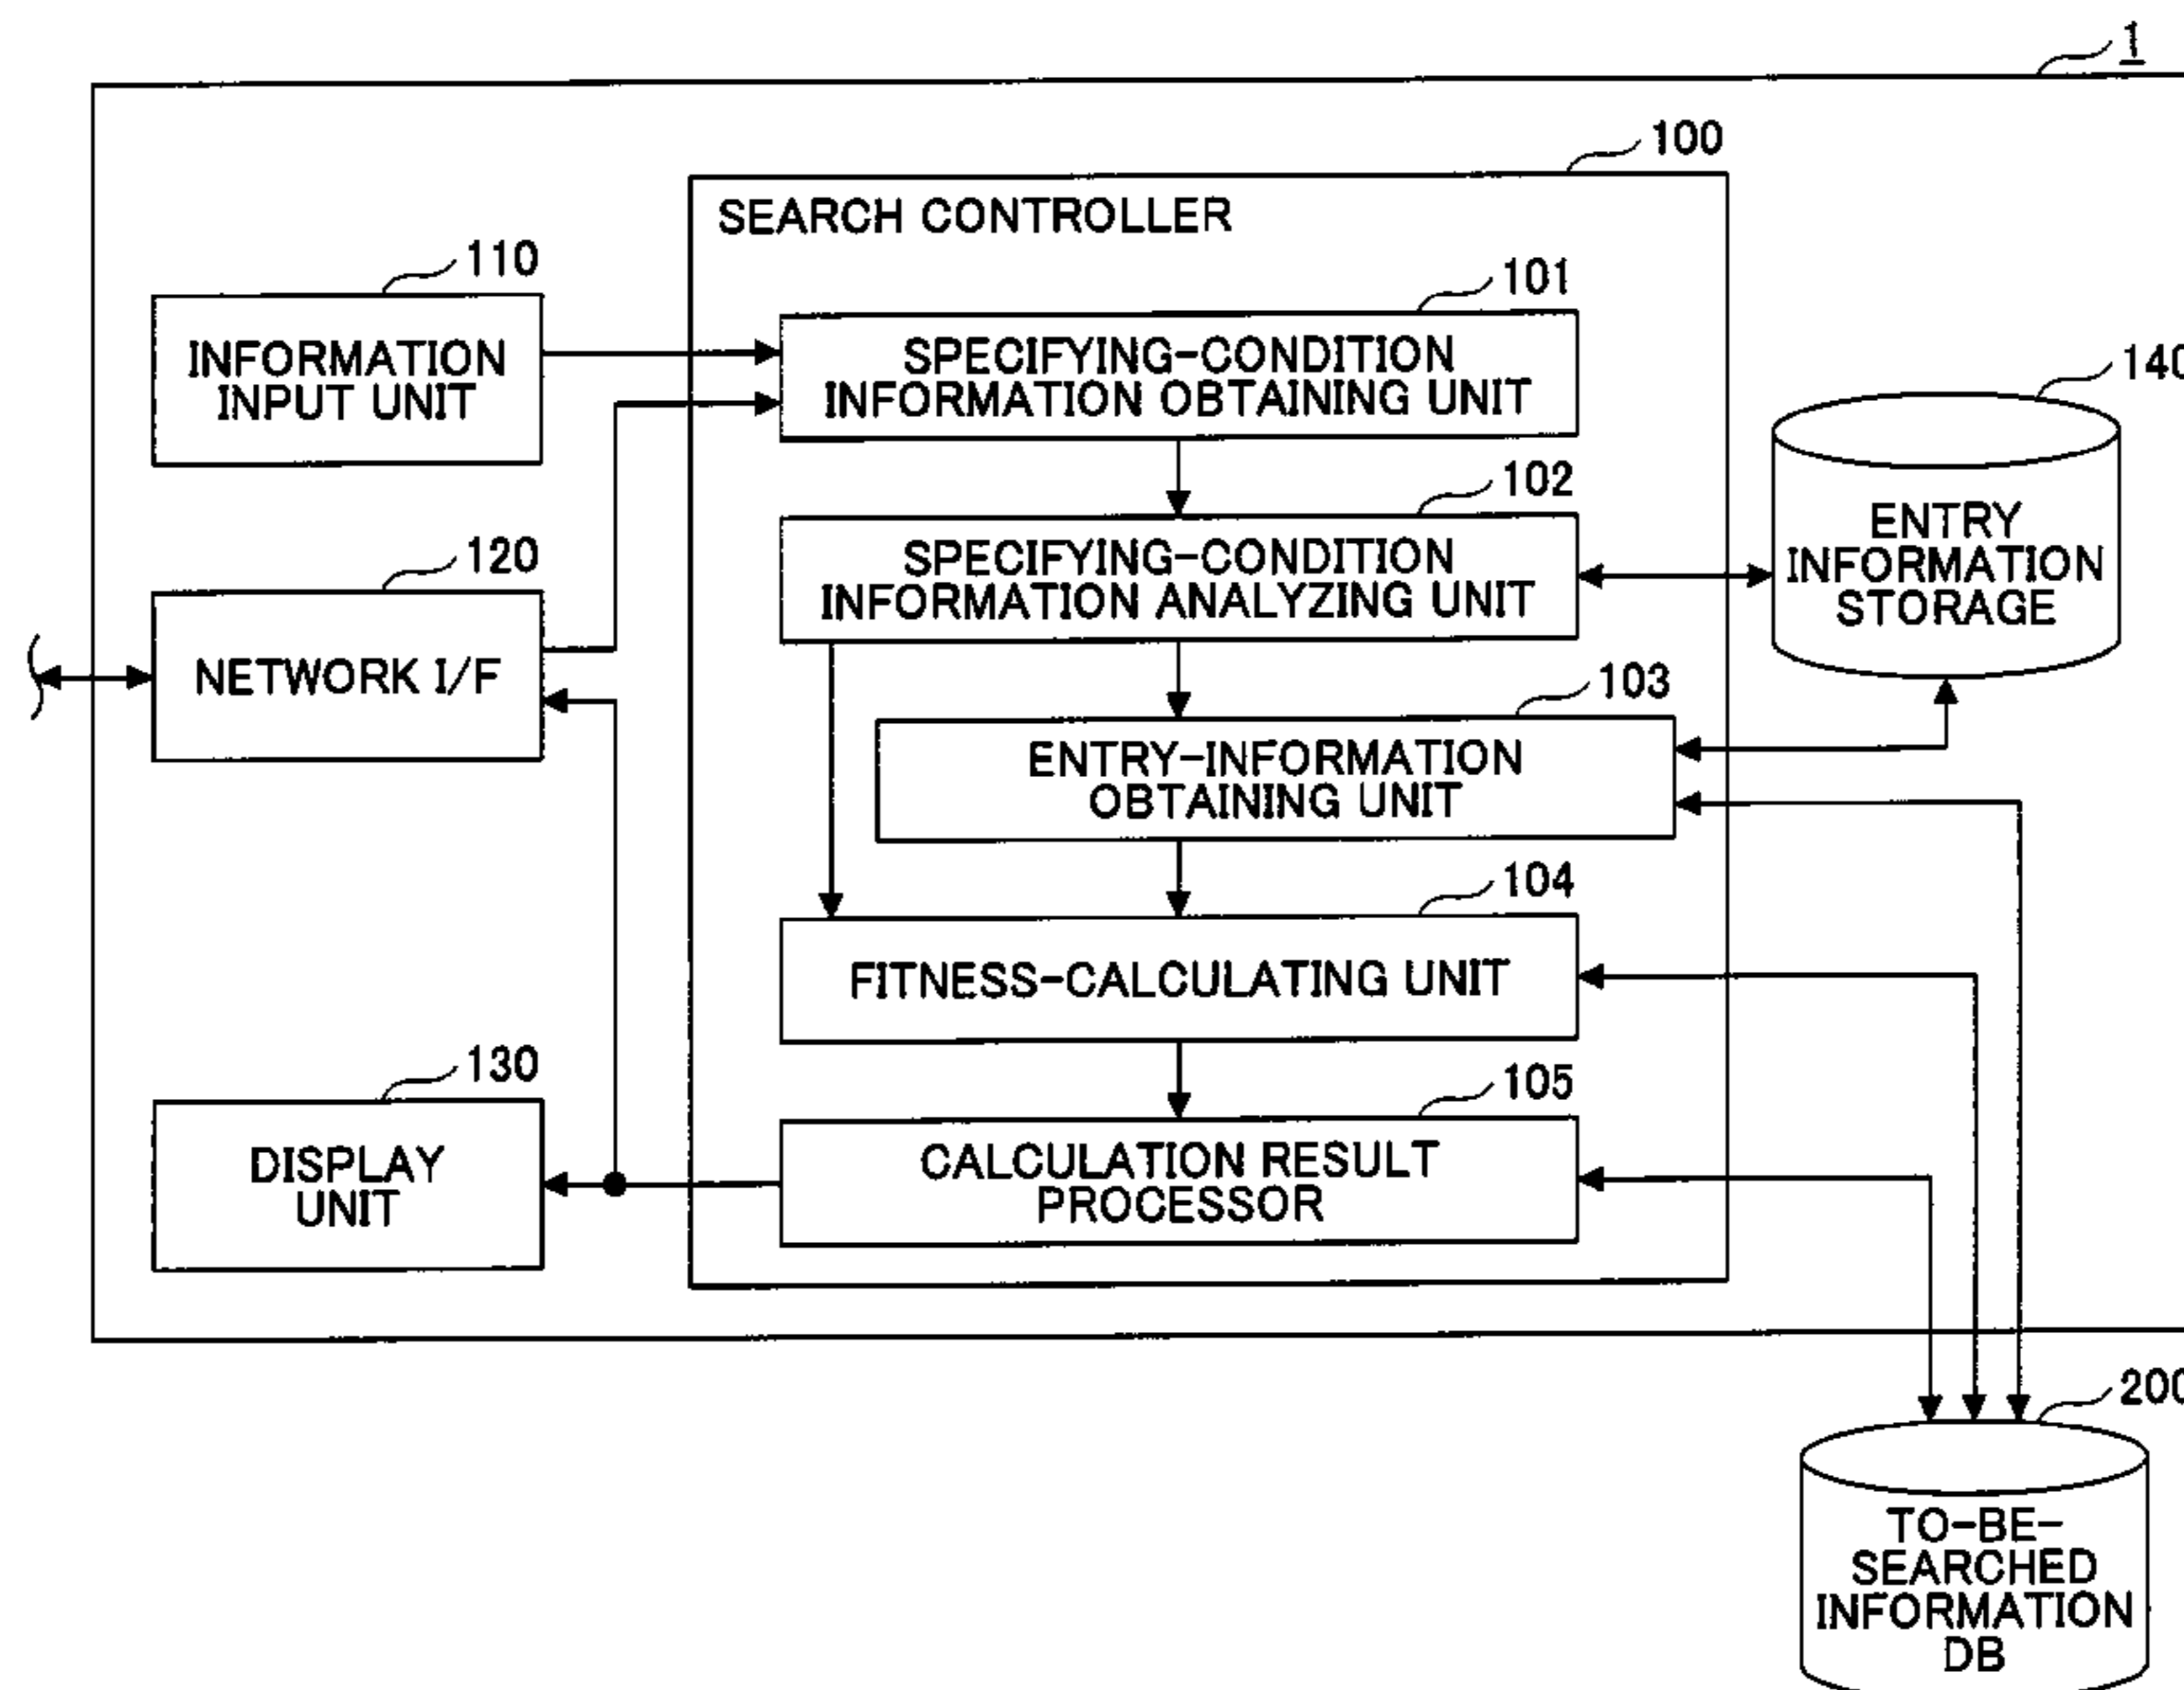 1
100
SEARCH CONTROLLER
110
INFORMATION
INPUT UNIT
101
SPECIFYING-CONDITION
INFORMATION OBTAINING UNIT
140
ENTRY
INFORMATION
STORAGE
102
SPECIFYING-CONDITION
INFORMATION ANALYZING UNIT
120
NETWORK I/F
103
ENTRY-INFORMATION
OBTAINING UNIT
104
FITNESS-CALCULATING UNIT
130
DISPLAY
UNIT
105
CALCULATION RESULT
PROCESSOR
200
TO-BE-
SEARCHED
INFORMATION
DB